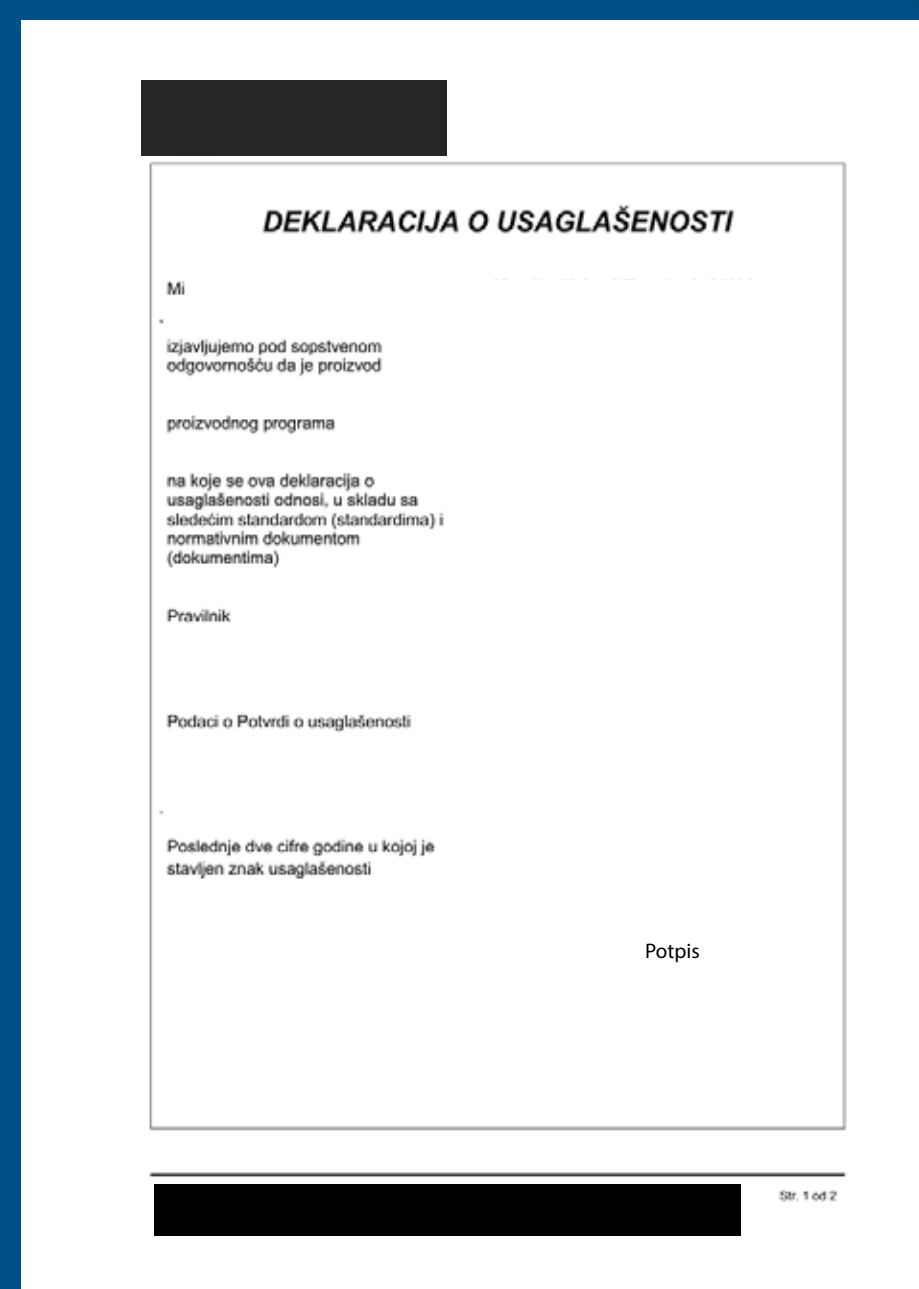 DEKLARACIJA O USAGLAŠENOSTI
Mi
izjavljujemo pod sopstvenom
odgovornošću da je proizvod
proizvodnog programa
na koje se ova deklaracija o
usaglašenosti odnosi, u skladu sa
sledećim standardom (standardima) i
normativnim dokumentom
(dokumentima)
Pravilnik
Podaci o Potvrdi o usaglašenosti
Poslednje dve cifre godine u kojoj je
stavljen znak usaglašenosti
Potpis
Str. 1 od 2